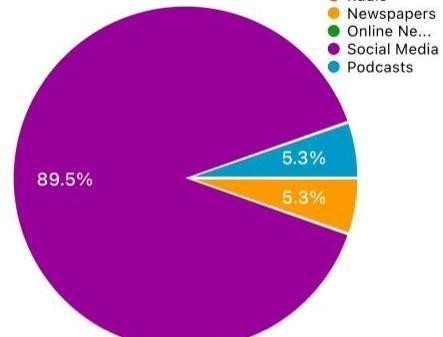 Newspapers
Online Ne...
Social Media
Podcasts
5.3%
89.5%
5.3%